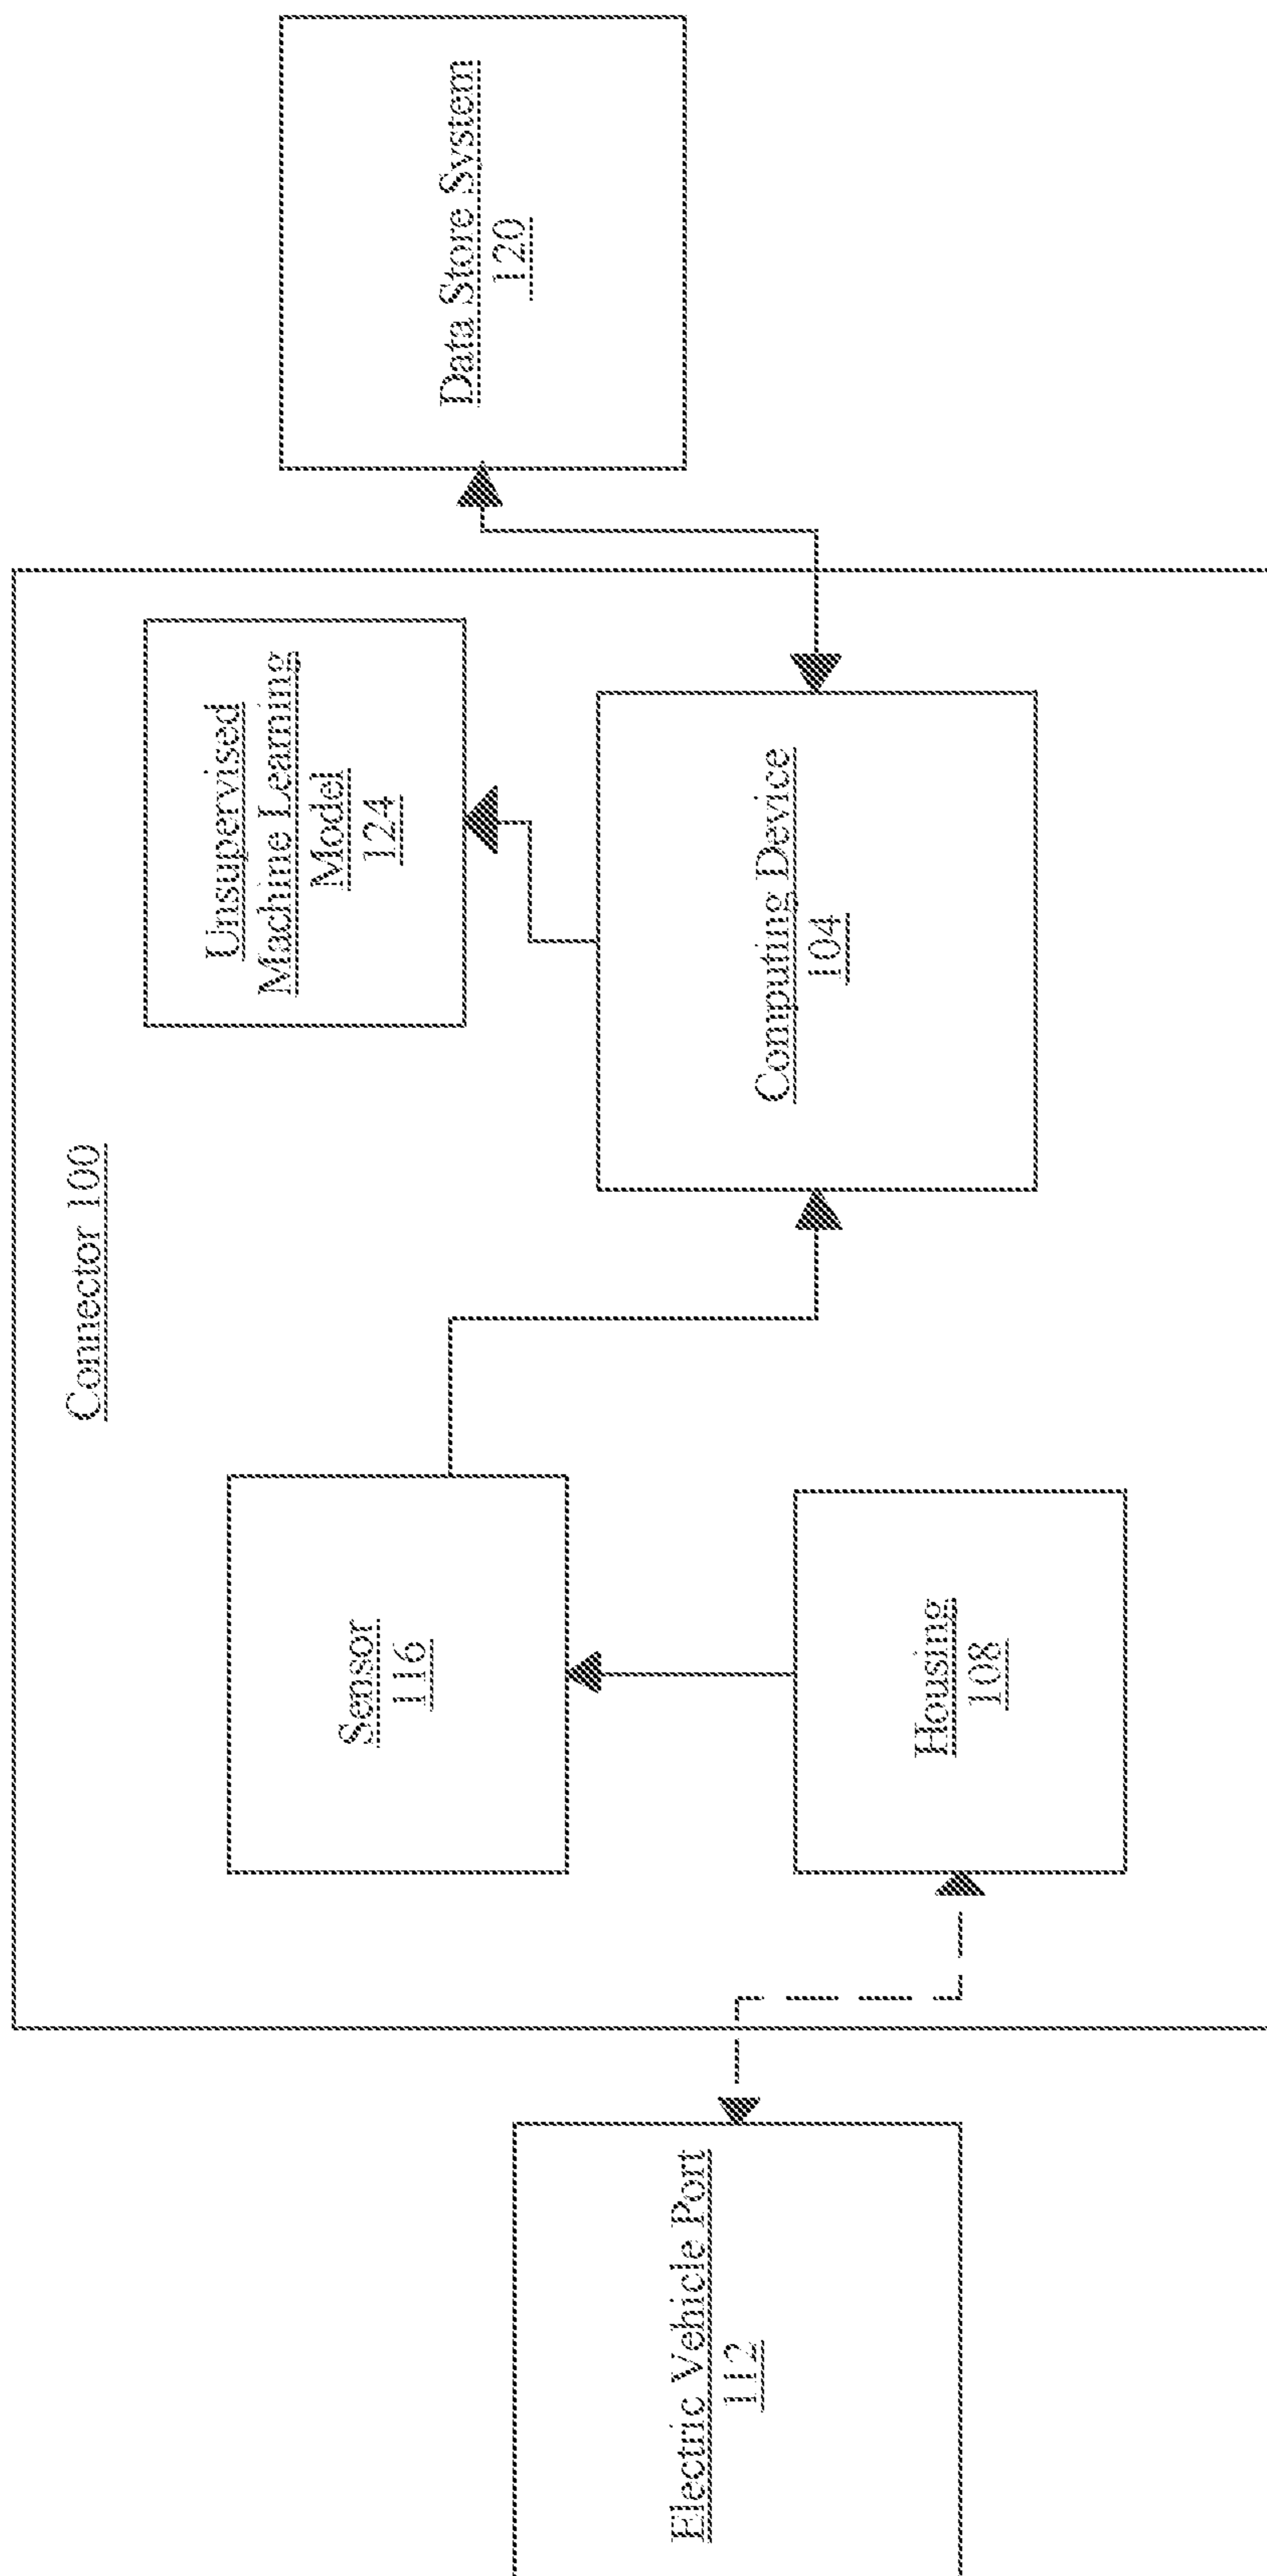 Connector 100
Electric Vehicle Port
112
Sensor
116
Housing
108
Unsupervised
Machine Learning
Model
124
Computing Device
104
Data Store System
120